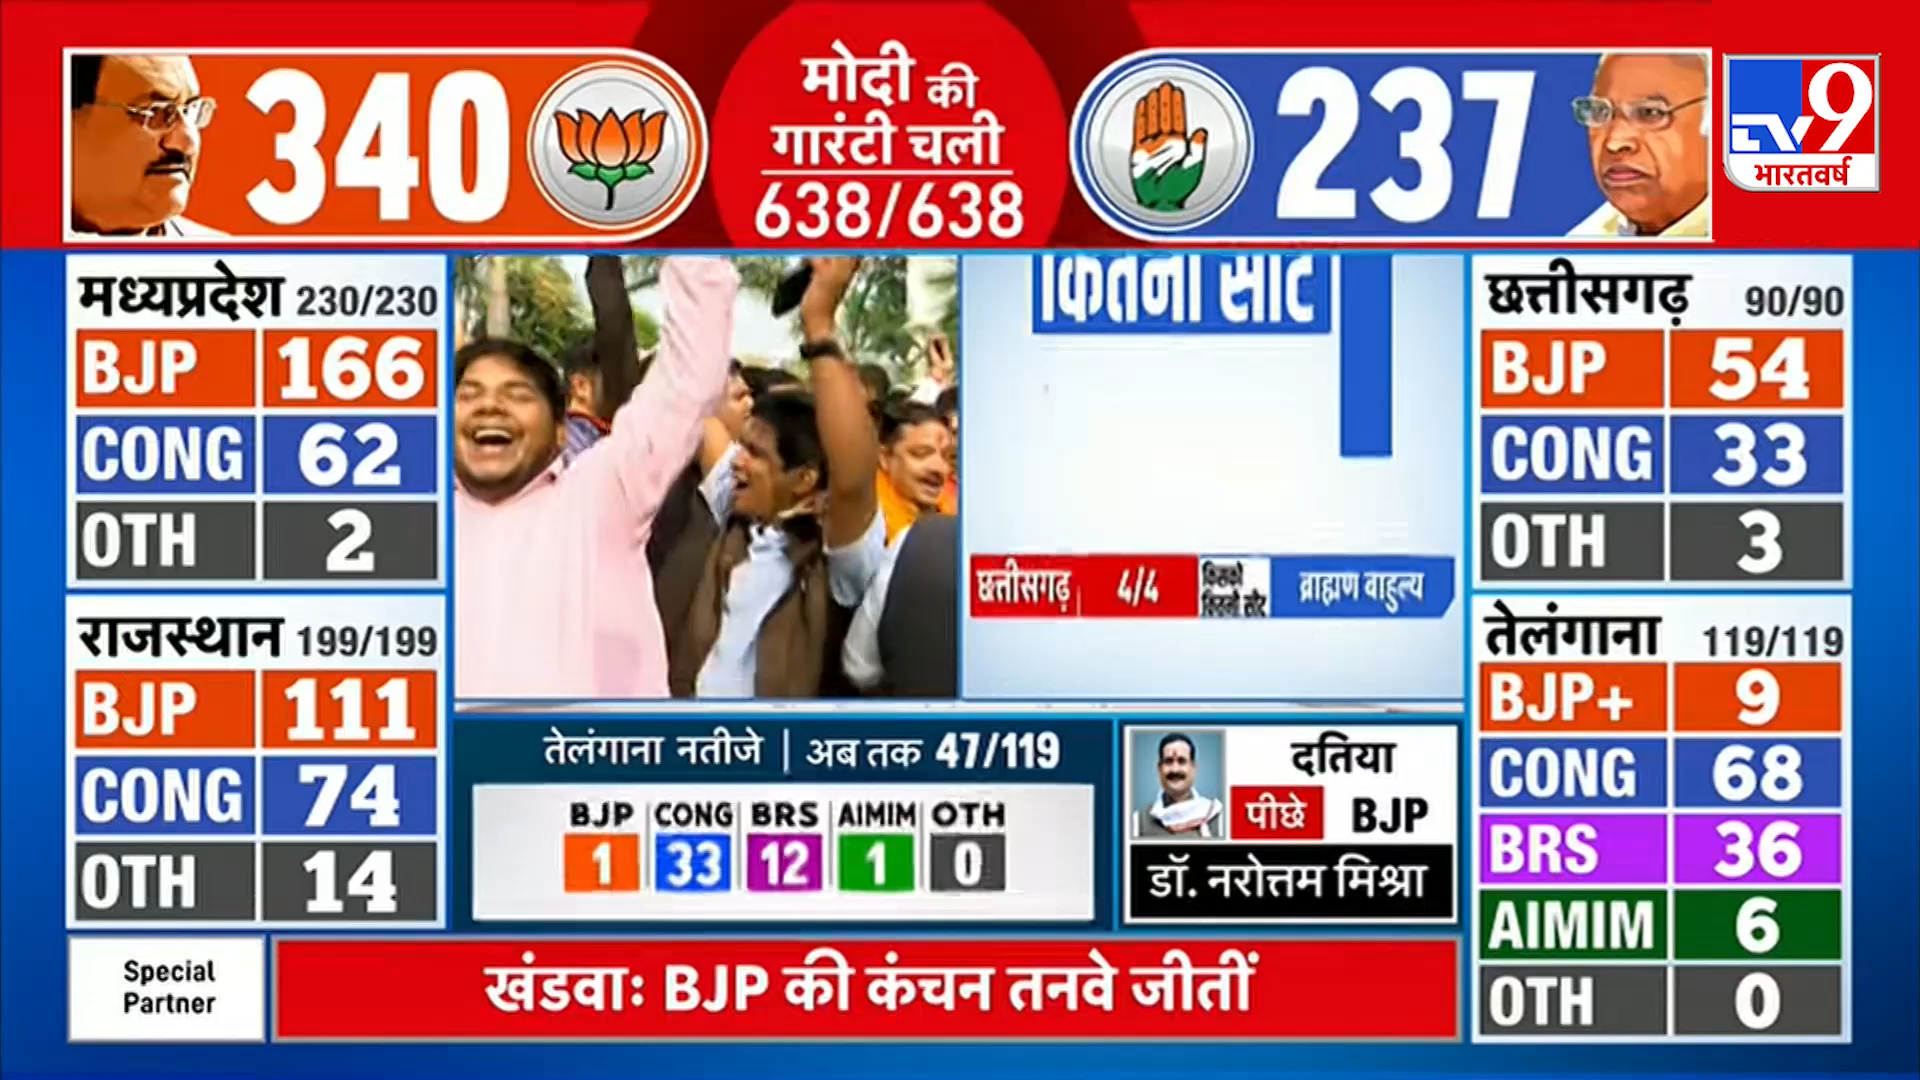 340
मोदी की
गारंटी चली
638/638
237
TV9
भारतवर्ष
मध्यप्रदेश 230/230
BJP 166
CONG 62
OTH 2
राजस्थान 199/199
BJP 111
CONG 74
OTH 14
कितनी सीट
छत्तीसगढ़ 4/4 किसको कितनी सीट ब्राह्मण बाहुल्य
तेलंगाना नतीजे | अब तक 47/119
BJP CONG BRS AIMIM OTH
1 33 12 1 0
दतिया
पीछे BJP
डॉ. नरोत्तम मिश्रा
छत्तीसगढ़ 90/90
BJP 54
CONG 33
OTH 3
तेलंगाना 119/119
BJP+ 9
CONG 68
BRS 36
AIMIM 6
OTH 0
Special
Partner
खंडवाः BJP की कंचन तनवे जीतीं